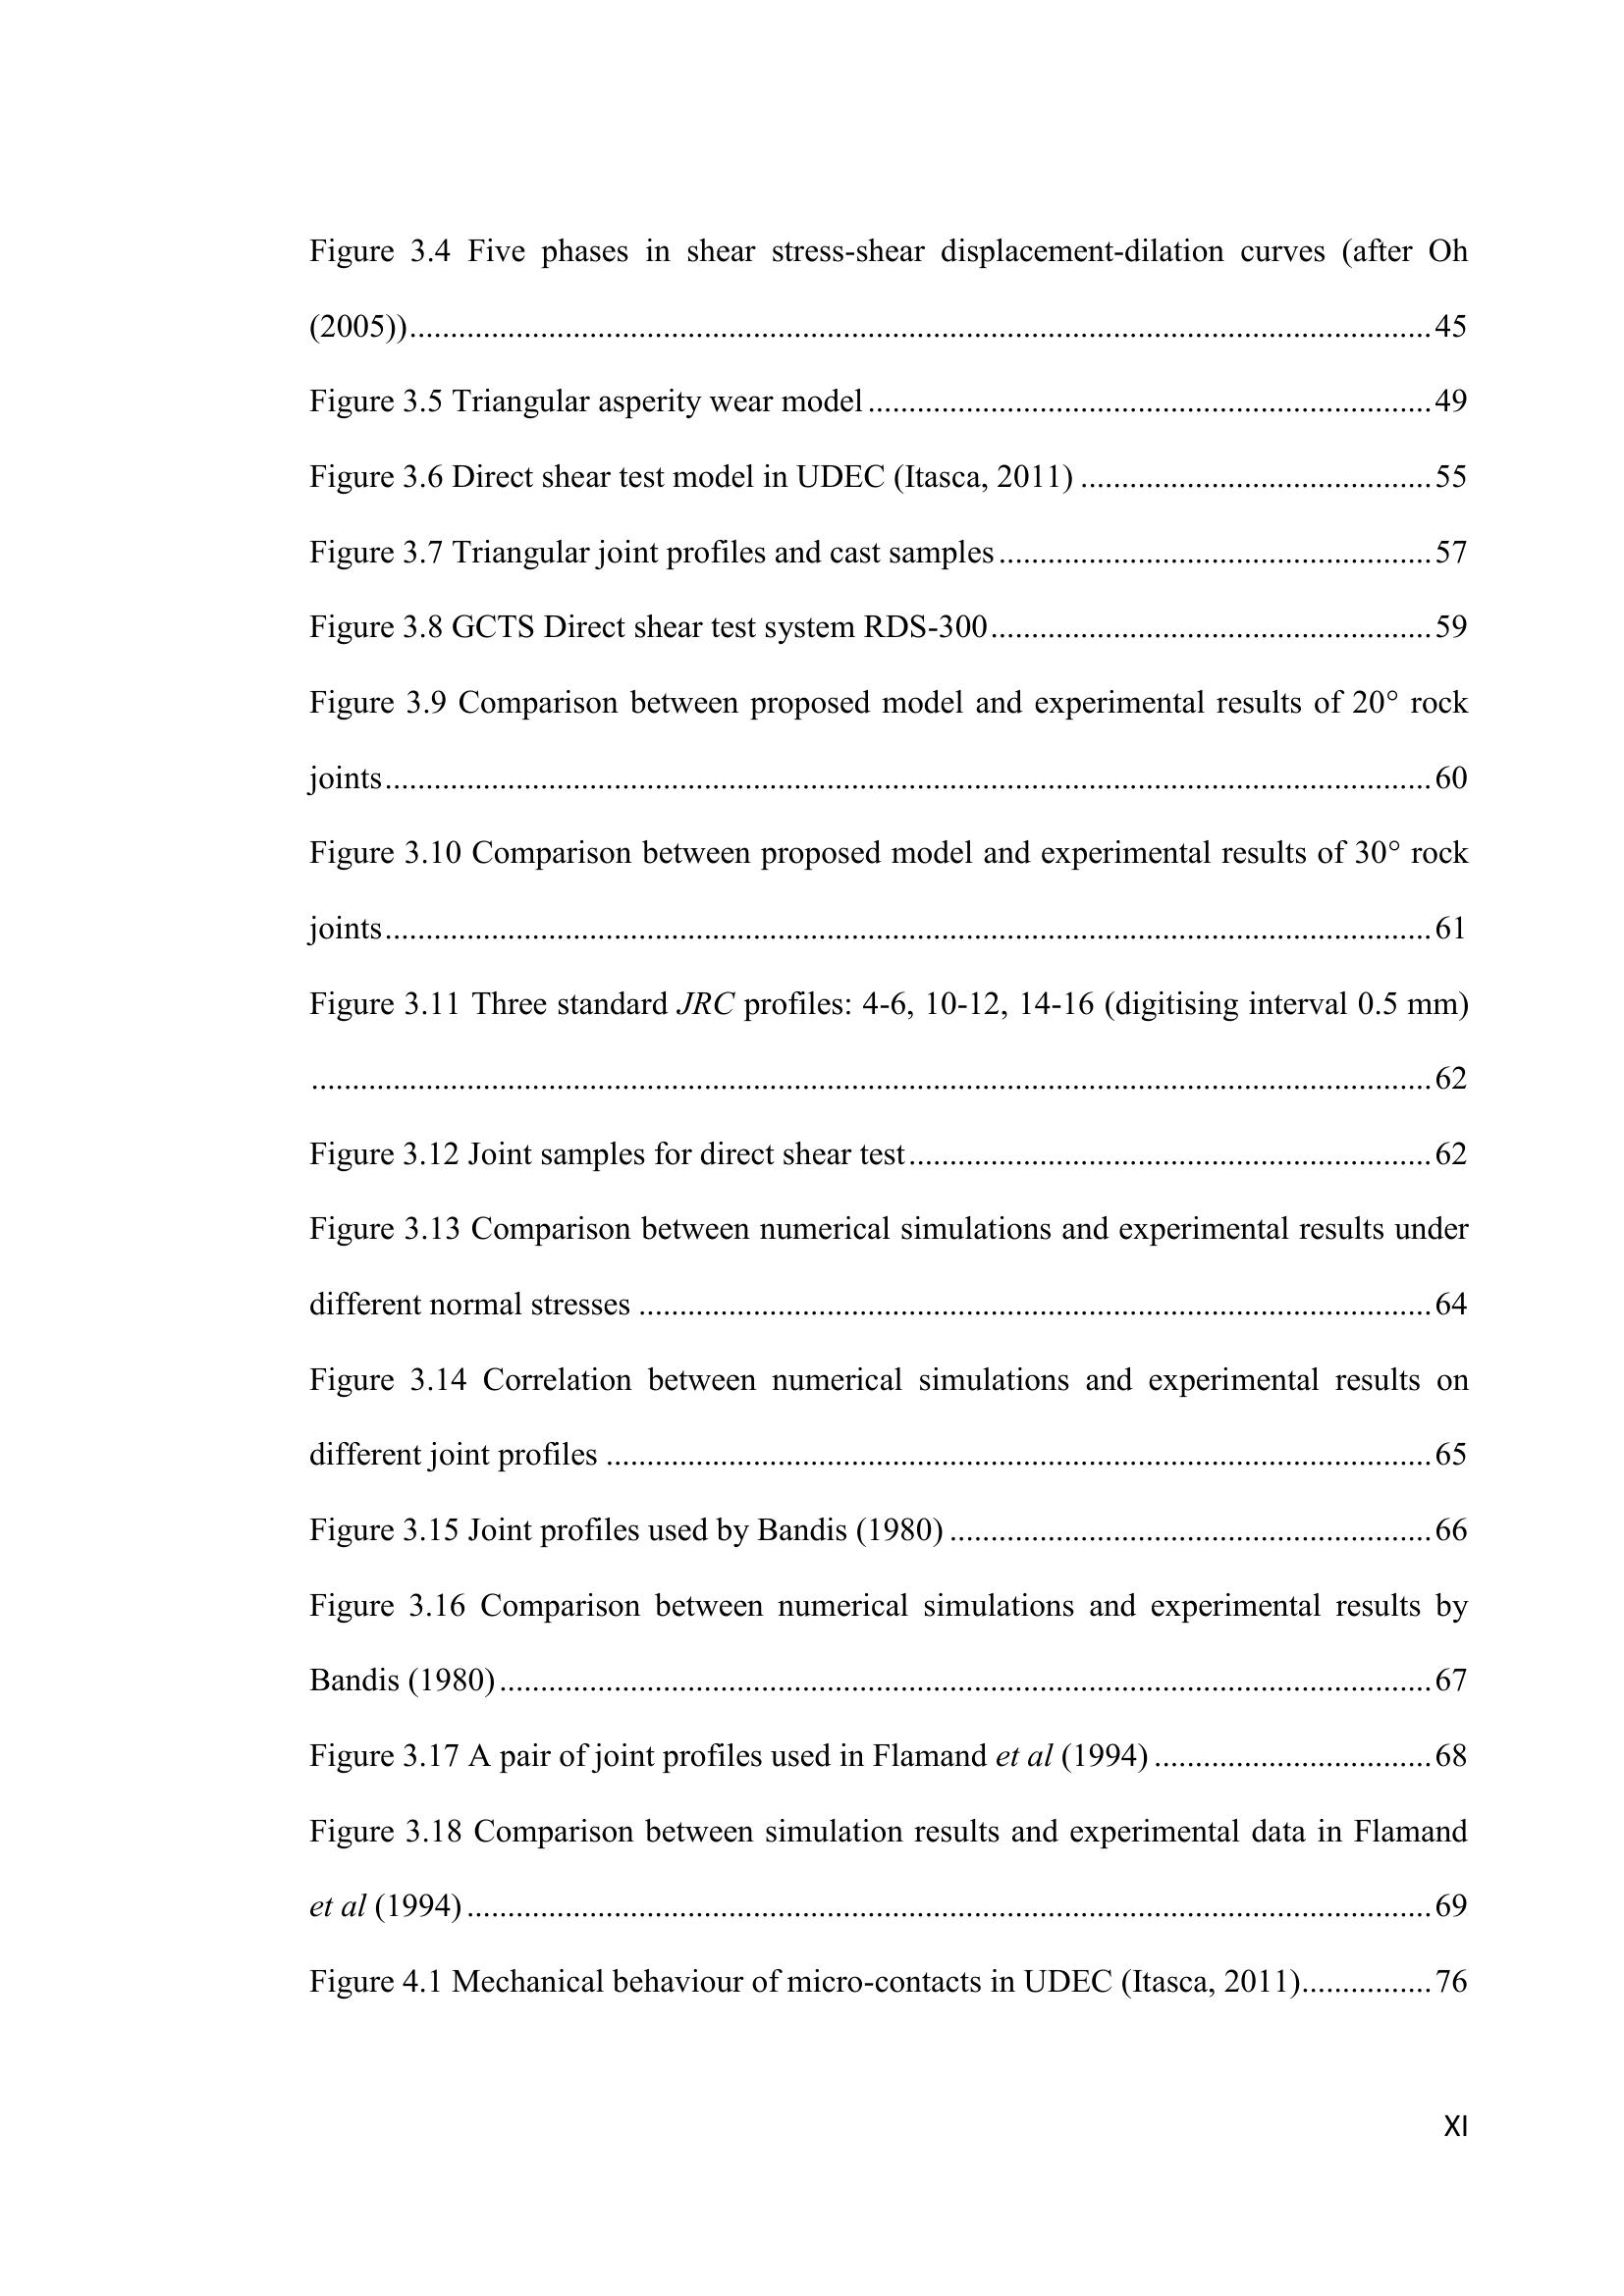 Figure 3.4 Five phases in shear stress-shear displacement-dilation curves (after Oh
(2005)).....45
Figure 3.5 Triangular asperity wear model.....49
Figure 3.6 Direct shear test model in UDEC (Itasca, 2011).....55
Figure 3.7 Triangular joint profiles and cast samples.....57
Figure 3.8 GCTS Direct shear test system RDS-300.....59
Figure 3.9 Comparison between proposed model and experimental results of 20° rock
joints.....60
Figure 3.10 Comparison between proposed model and experimental results of 30° rock
joints.....61
Figure 3.11 Three standard JRC profiles: 4-6, 10-12, 14-16 (digitising interval 0.5 mm)
.....62
Figure 3.12 Joint samples for direct shear test.....62
Figure 3.13 Comparison between numerical simulations and experimental results under
different normal stresses.....64
Figure 3.14 Correlation between numerical simulations and experimental results on
different joint profiles.....65
Figure 3.15 Joint profiles used by Bandis (1980).....66
Figure 3.16 Comparison between numerical simulations and experimental results by
Bandis (1980).....67
Figure 3.17 A pair of joint profiles used in Flamand et al (1994).....68
Figure 3.18 Comparison between simulation results and experimental data in Flamand
et al (1994).....69
Figure 4.1 Mechanical behaviour of micro-contacts in UDEC (Itasca, 2011).....76
XI